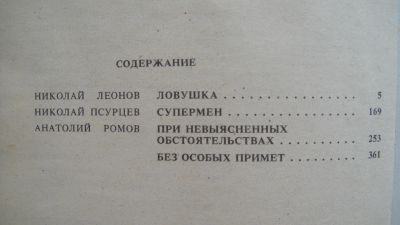 СОДЕРЖАНИЕ
НИКОЛАЙ ЛЕОНОВ ЛОВУШКА . . . . . . . . . . . . . . . . . 5
НИКОЛАЙ ПСУРЦЕВ СУПЕРМЕН . . . . . . . . . . . . . . . 169
АНАТОЛИЙ РОМОВ ПРИ НЕВЫЯСНЕННЫХ
ОБСТОЯТЕЛЬСТВАХ . . . . . . . . 253
БЕЗ ОСОБЫХ ПРИМЕТ . . . . . . . 361